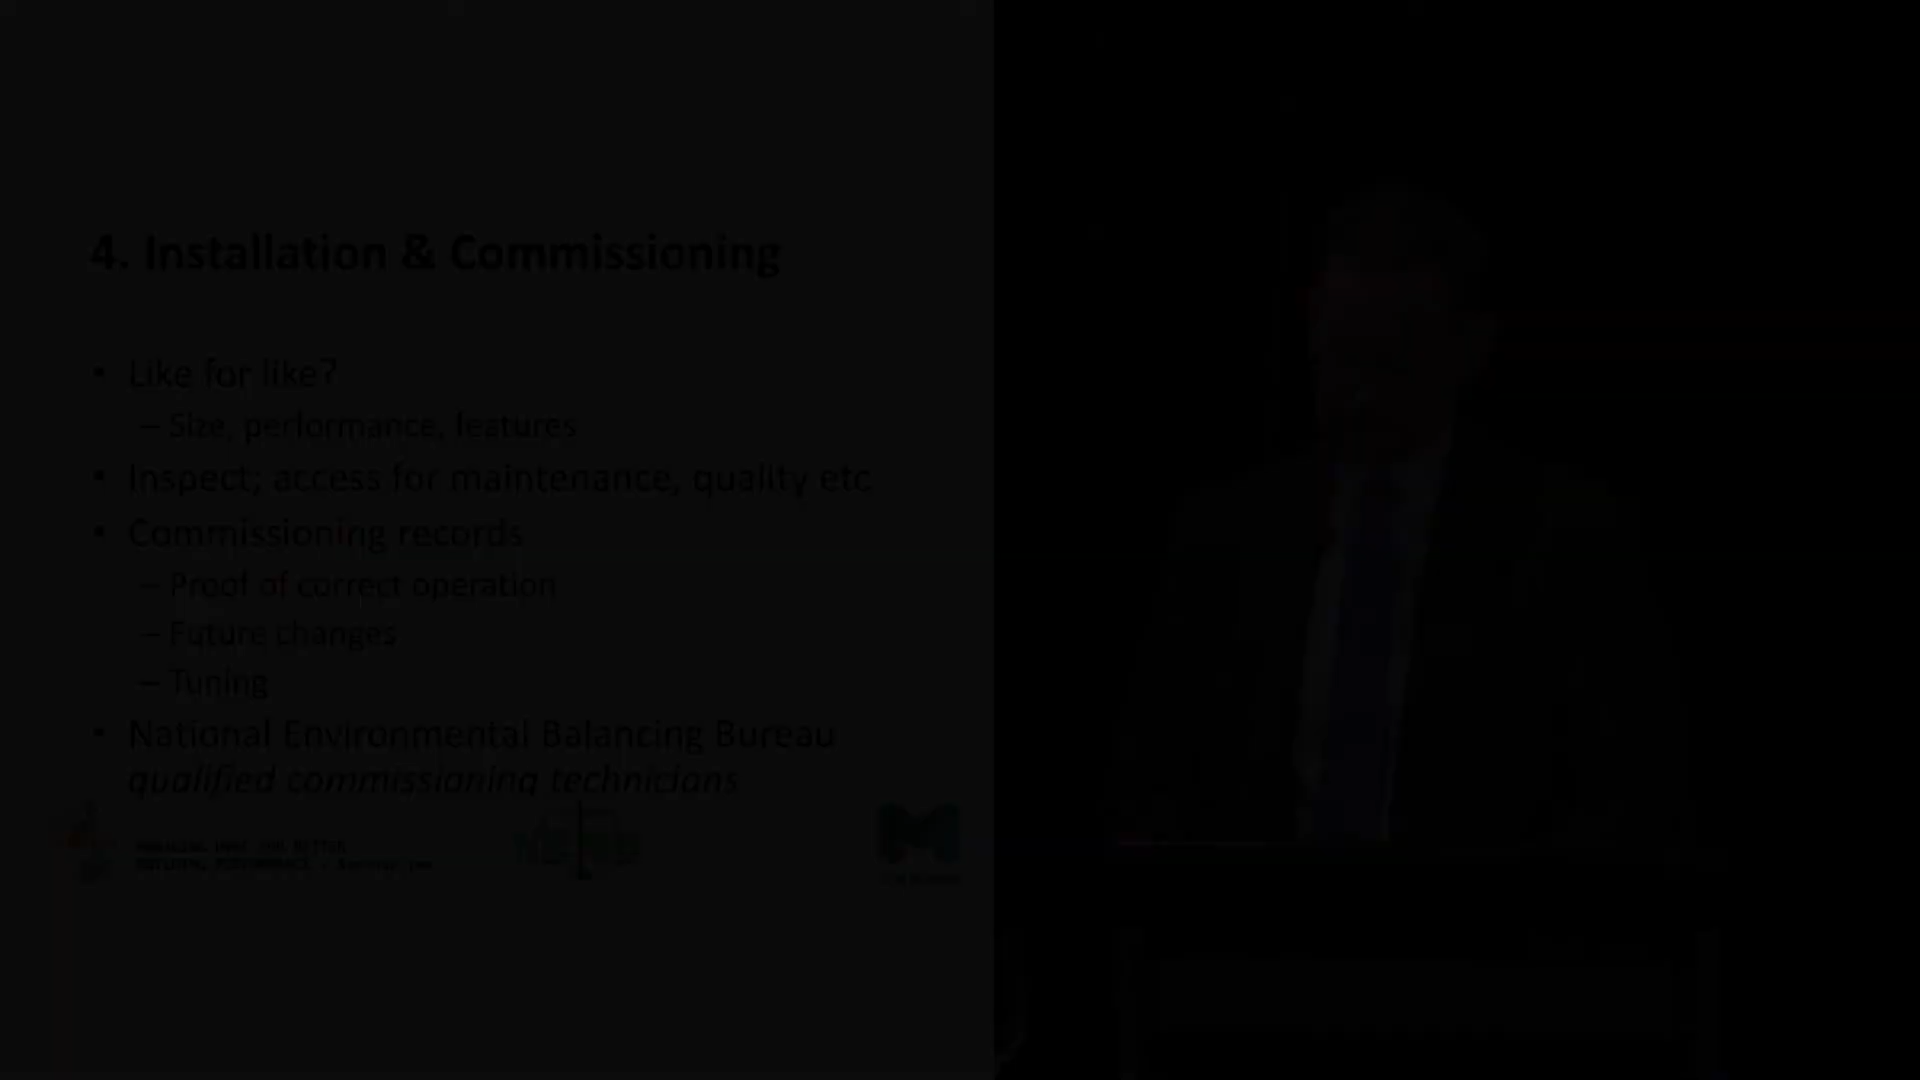 4. Installation & Commissioning
• Like for like?
– Size, performance, features
• Inspect; access for maintenance, quality etc
• Commissioning records
– Proof of correct operation
– Future changes
– Tuning
• National Environmental Balancing Bureau
qualified commissioning technicians